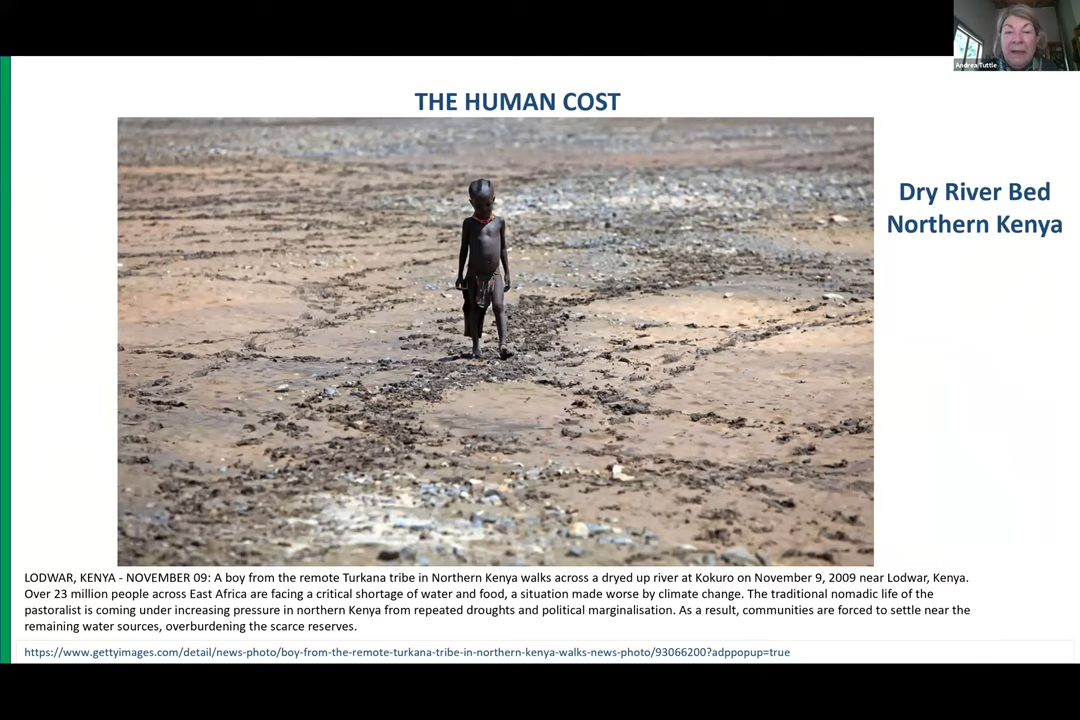 Andrea Tuttle
THE HUMAN COST
Dry River Bed
Northern Kenya
LODWAR, KENYA - NOVEMBER 09: A boy from the remote Turkana tribe in Northern Kenya walks across a dryed up river at Kokuro on November 9, 2009 near Lodwar, Kenya.
Over 23 million people across East Africa are facing a critical shortage of water and food, a situation made worse by climate change. The traditional nomadic life of the
pastoralist is coming under increasing pressure in northern Kenya from repeated droughts and political marginalisation. As a result, communities are forced to settle near the
remaining water sources, overburdening the scarce reserves.
https://www.gettyimages.com/detail/news-photo/boy-from-the-remote-turkana-tribe-in-northern-kenya-walks-news-photo/93066200?adppopup=true